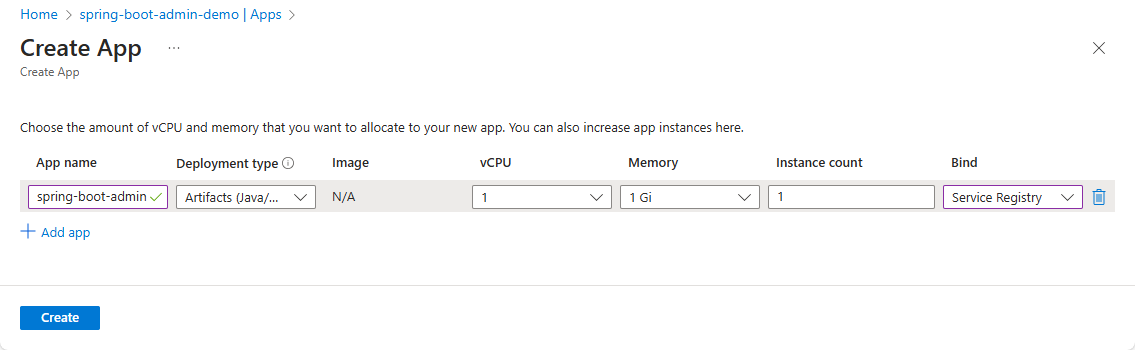 Home > spring-boot-admin-demo | Apps >
Create App ...
Create App
Choose the amount of vCPU and memory that you want to allocate to your new app. You can also increase app instances here.
App name Deployment type Image vCPU Memory Instance count Bind
spring-boot-admin Artifacts (Java/... N/A 1 1 Gi 1 Service Registry
+ Add app
Create